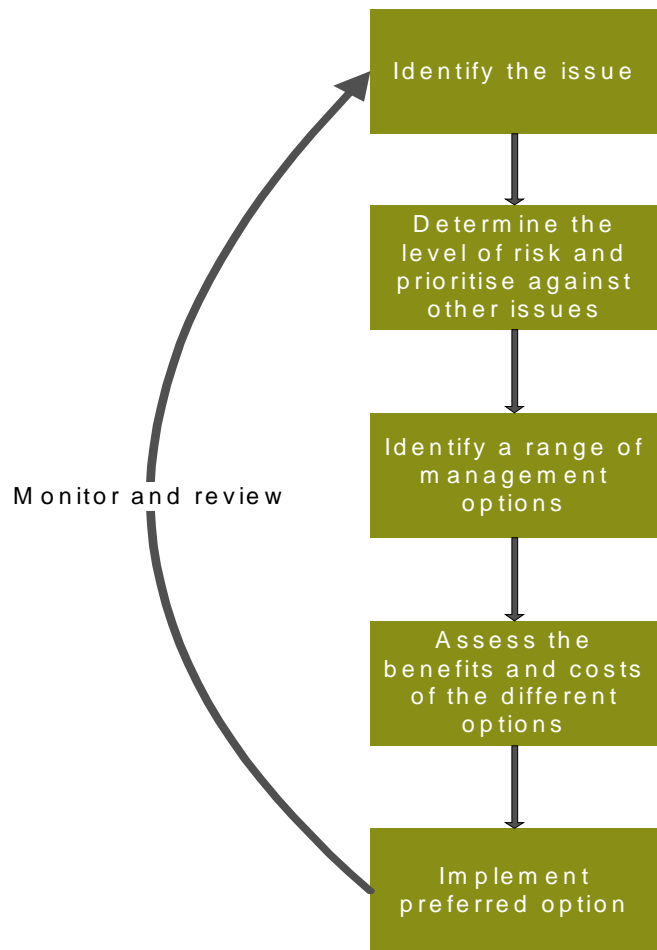 Identify the issue
Determine the
level of risk and
prioritise against
other issues
Identify a range of
management
options
Monitor and review
Assess the
benefits and costs
of the different
options
Implement
preferred option